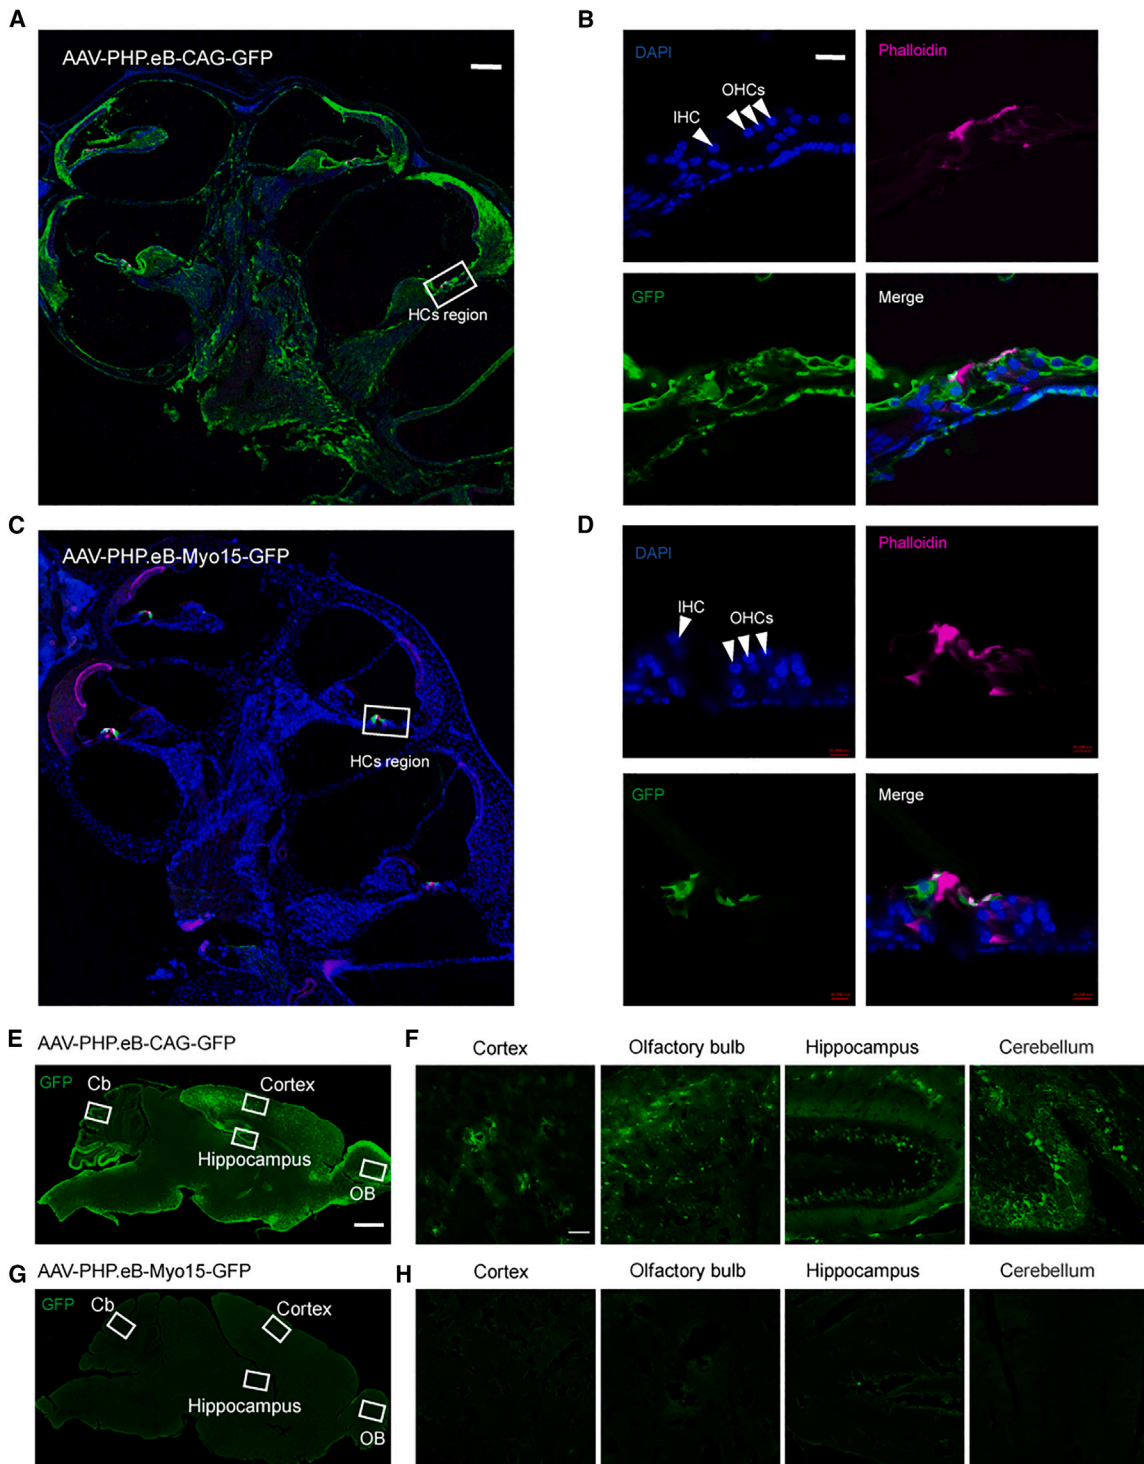 A
AAV-PHP.eB-CAG-GFP
HCs region
B
DAPI
OHCs
IHC
Phalloidin
GFP
Merge
C
AAV-PHP.eB-Myo15-GFP
HCs region
D
DAPI
IHC
OHCs
Phalloidin
GFP
Merge
E
AAV-PHP.eB-CAG-GFP
GFP
Cb
Cortex
Hippocampus
OB
F
Cortex
Olfactory bulb
Hippocampus
Cerebellum
G
AAV-PHP.eB-Myo15-GFP
GFP
Cb
Cortex
Hippocampus
OB
H
Cortex
Olfactory bulb
Hippocampus
Cerebellum